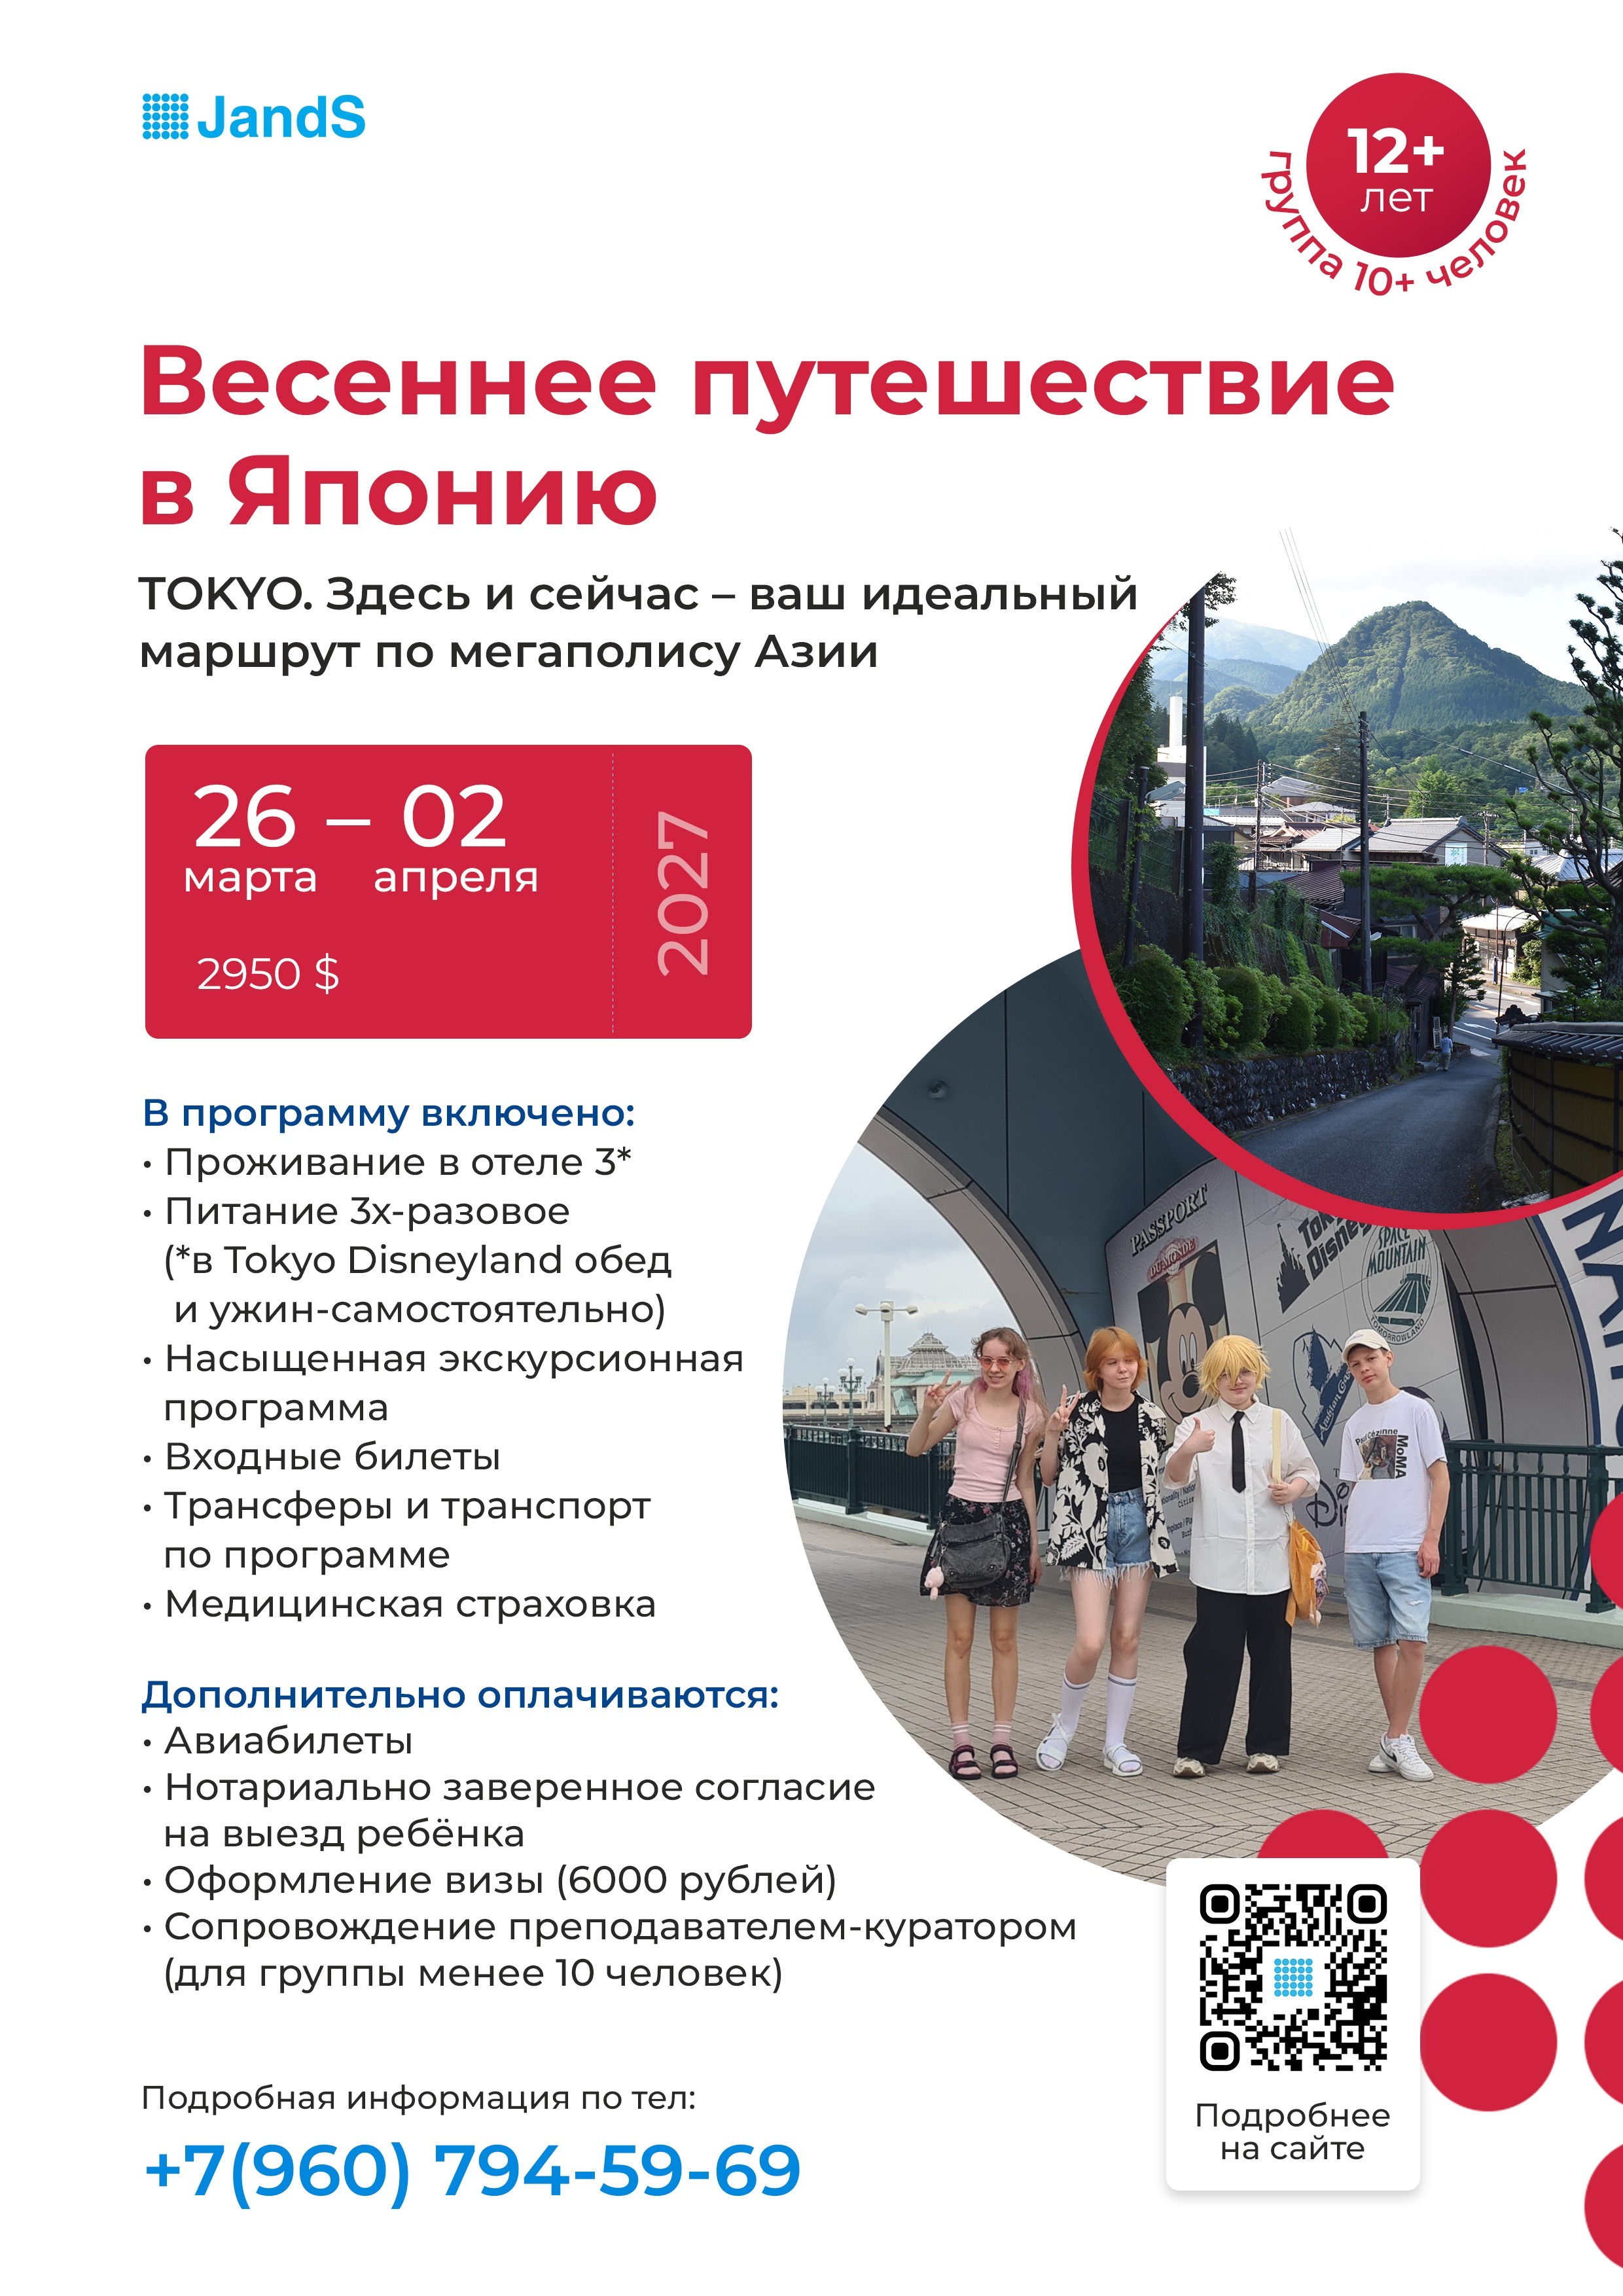 JandS
12+
лет
группа 10+ человек
Весеннее путешествие
в Японию
TOKYO. Здесь и сейчас – ваш идеальный
маршрут по мегаполису Азии
26 – 02
марта апреля
2950 $
2027
В программу включено:
• Проживание в отеле 3*
• Питание 3х-разовое
(*в Tokyo Disneyland обед
и ужин-самостоятельно)
• Насыщенная экскурсионная
программа
• Входные билеты
• Трансферы и транспорт
по программе
• Медицинская страховка
PASSPORT
SPACE
MOUNTAIN
TOMORROWLAND
Paul Cézanne
MoMA
Дополнительно оплачиваются:
• Авиабилеты
• Нотариально заверенное согласие
на выезд ребёнка
• Оформление визы (6000 рублей)
• Сопровождение преподавателем-куратором
(для группы менее 10 человек)
Подробная информация по тел:
+7(960) 794-59-69
Подробнее
на сайте